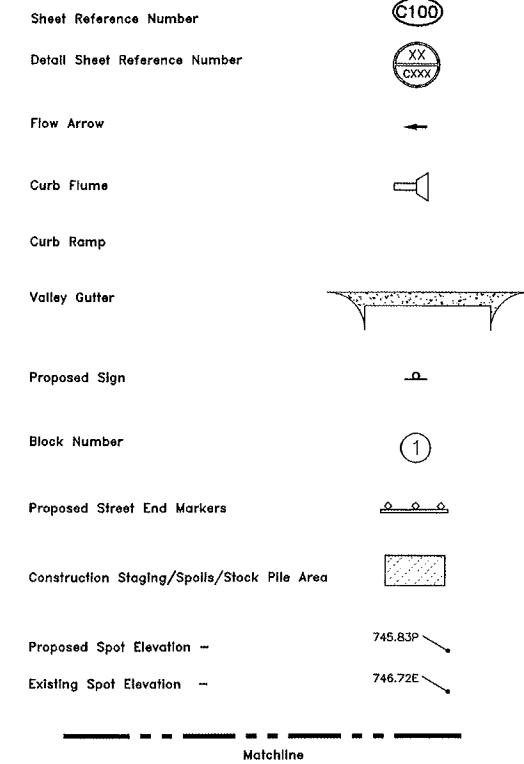 Sheet Reference Number C100
Detail Sheet Reference Number XX
CXXX
Flow Arrow
Curb Flume
Curb Ramp
Valley Gutter
Proposed Sign
Block Number 1
Proposed Street End Markers
Construction Staging/Spoils/Stock Pile Area
Proposed Spot Elevation – 745.83P
Existing Spot Elevation – 746.72E
Matchline